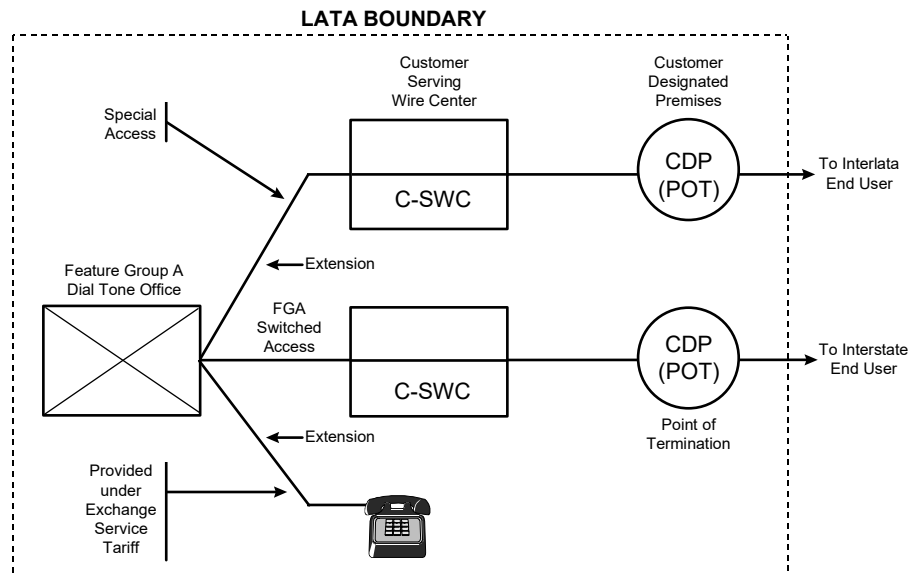 LATA BOUNDARY
Customer
Serving
Wire Center
Customer
Designated
Premises
Special
Access
C-SWC
CDP
(POT)
To Interlata
End User
Extension
Feature Group A
Dial Tone Office
FGA
Switched
Access
C-SWC
CDP
(POT)
To Interstate
End User
Extension
Point of
Termination
Provided
under
Exchange
Service
Tariff